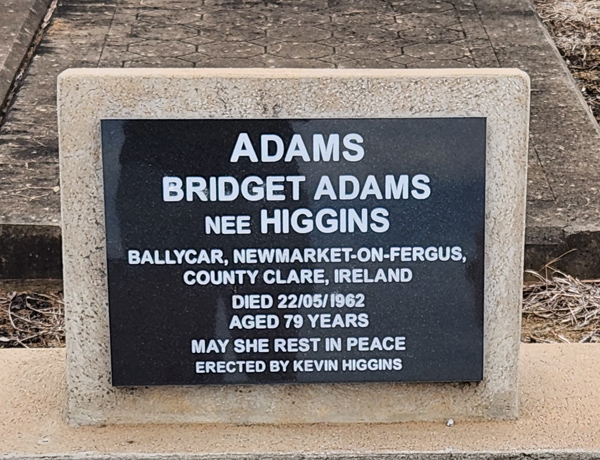 ADAMS
BRIDGET ADAMS
NEE HIGGINS
BALLYCAR, NEWMARKET-ON-FERGUS,
COUNTY CLARE, IRELAND
DIED 22/05/1962
AGED 79 YEARS
MAY SHE REST IN PEACE
ERECTED BY KEVIN HIGGINS